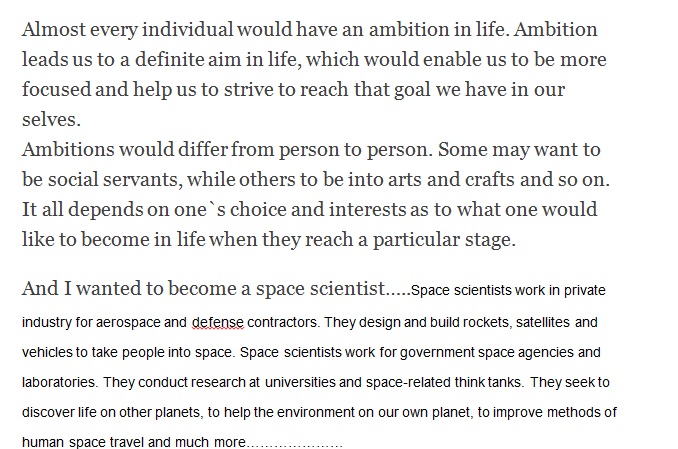 Almost every individual would have an ambition in life. Ambition
leads us to a definite aim in life, which would enable us to be more
focused and help us to strive to reach that goal we have in our
selves.
Ambitions would differ from person to person. Some may want to
be social servants, while others to be into arts and crafts and so on.
It all depends on one`s choice and interests as to what one would
like to become in life when they reach a particular stage.
And I wanted to become a space scientist.....Space scientists work in private
industry for aerospace and defense contractors. They design and build rockets, satellites and
vehicles to take people into space. Space scientists work for government space agencies and
laboratories. They conduct research at universities and space-related think tanks. They seek to
discover life on other planets, to help the environment on our own planet, to improve methods of
human space travel and much more…………………